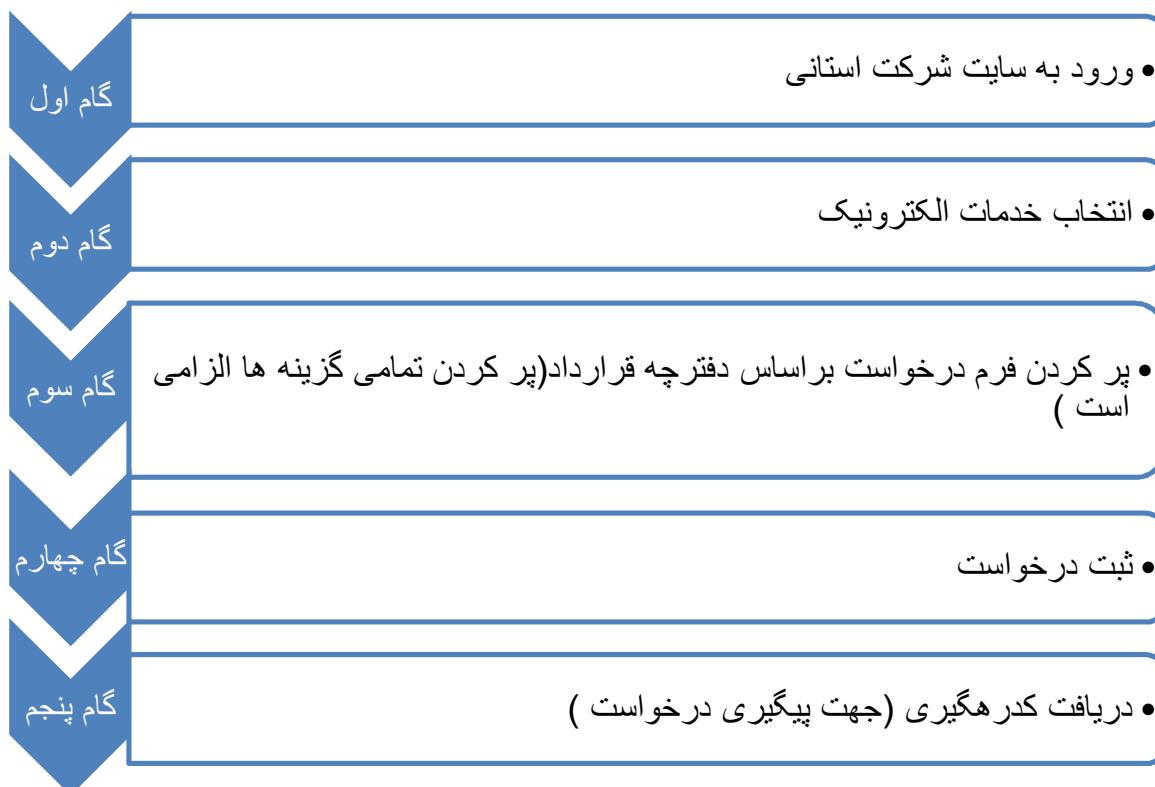 گام اول
• ورود به سایت شرکت استانی
گام دوم
• انتخاب خدمات الکترونیک
گام سوم
• پر کردن فرم درخواست براساس دفترچه قرارداد(پر کردن تمامی گزینه ها الزامی
است )
گام چهارم
• ثبت درخواست
گام پنجم
• دریافت کدرهگیری (جهت پیگیری درخواست )